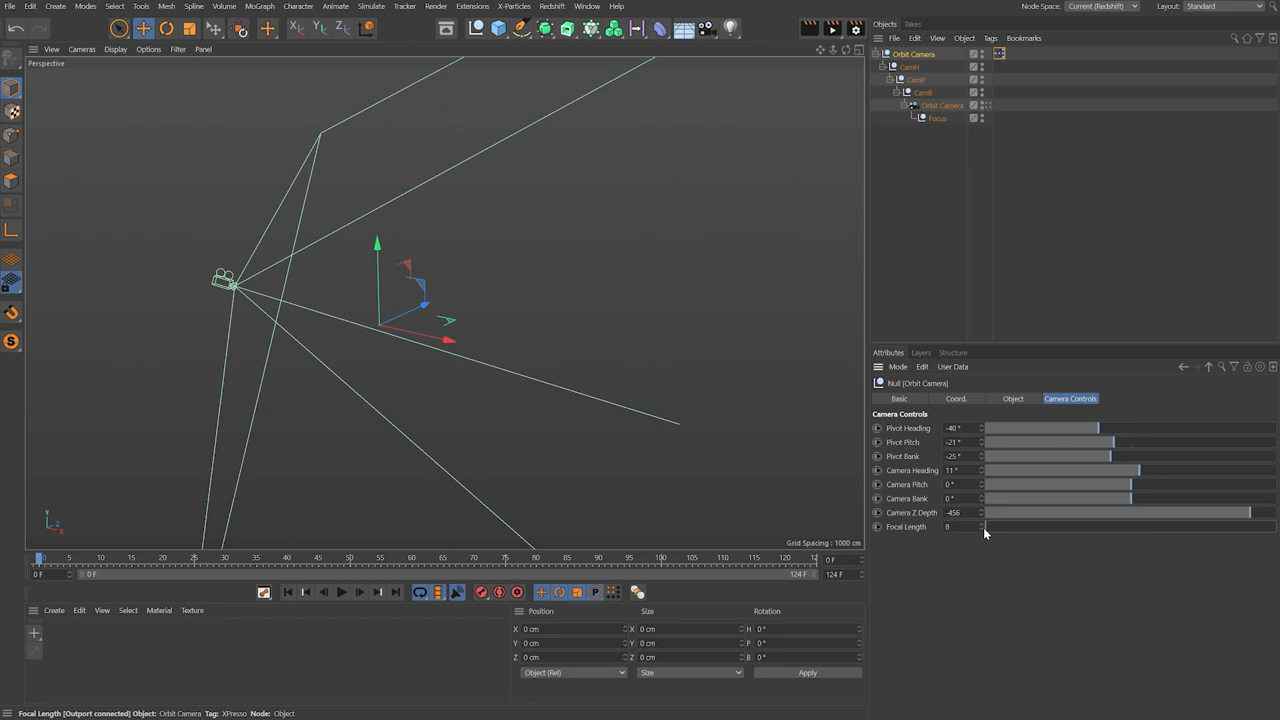 File Edit Create Modes Select Tools Mesh Spline Volume MoGraph Character Animate Simulate Tracker Render Extensions X-Particles Redshift Window Help
Node Space: Current (Redshift) Layout: Standard
Objects Takes
File Edit View Object Tags Bookmarks
View Cameras Display Options Filter Panel
Perspective
Orbit Camera
CamH
CamP
CamB
Orbit Camera
Focus
Attributes Layers Structure
Mode Edit User Data
Null [Orbit Camera]
Basic Coord. Object Camera Controls
Camera Controls
Pivot Heading -40 °
Pivot Pitch -21 °
Pivot Bank -25 °
Camera Heading 11 °
Camera Pitch 0 °
Camera Bank 0 °
Camera Z Depth -456
Focal Length 8
Y
Z
X
Grid Spacing : 1000 cm
0 5 10 15 20 25 30 35 40 45 50 55 60 65 70 75 80 85 90 95 100 105 110 115 12
0 F
0 F 0 F 124 F 124 F
Create Edit View Select Material Texture
Position Size Rotation
X 0 cm X 0 cm H 0 °
Y 0 cm Y 0 cm P 0 °
Z 0 cm Z 0 cm B 0 °
Object (Rel) Size Apply
Focal Length [Outport connected] Object: Orbit Camera Tag: XPresso Node: Object